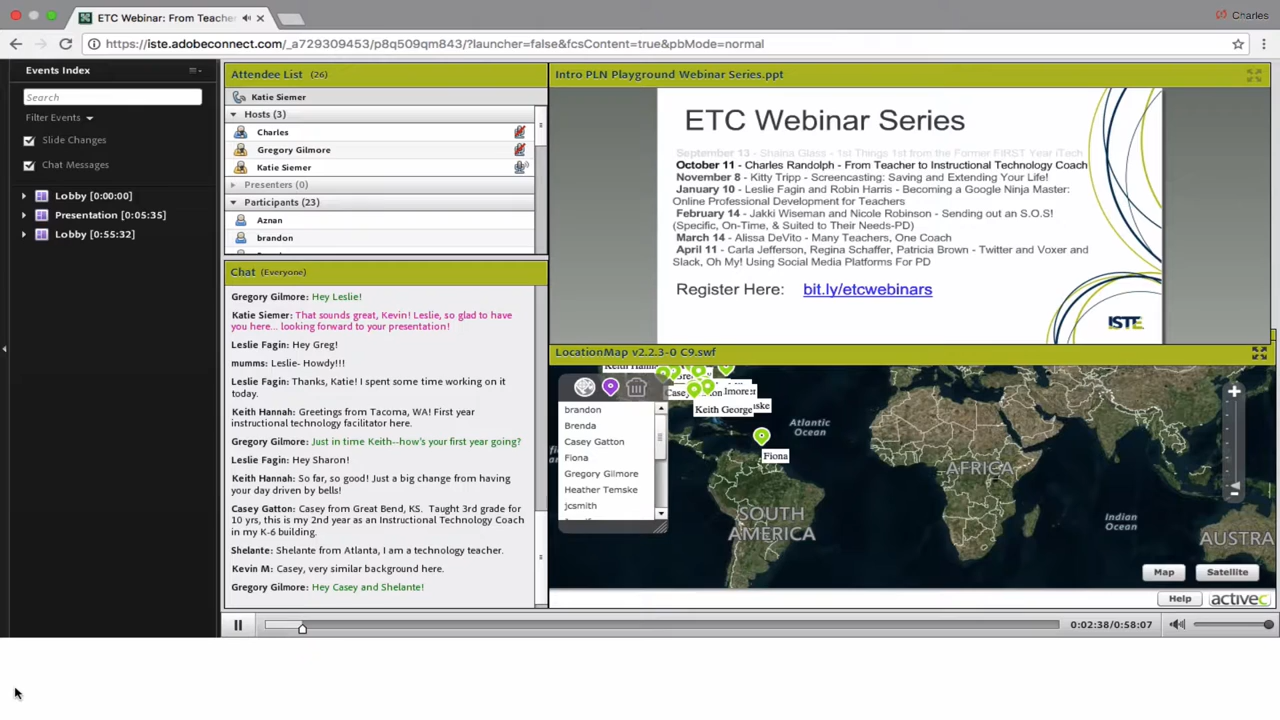 ETC Webinar: From Teacher
Charles
https://iste.adobeconnect.com/_a729309453/p8q509qm843/?launcher=false&fcsContent=true&pbMode=normal
Events Index
Search
Filter Events
Slide Changes
Chat Messages
Lobby [0:00:00]
Presentation [0:05:35]
Lobby [0:55:32]
Attendee List (26)
Katie Siemer
Hosts (3)
Charles
Gregory Gilmore
Katie Siemer
Presenters (0)
Participants (23)
Aznan
brandon
Chat (Everyone)
Gregory Gilmore: Hey Leslie!
Katie Siemer: That sounds great, Kevin! Leslie, so glad to have
you here... looking forward to your presentation!
Leslie Fagin: Hey Greg!
mumms: Leslie- Howdy!!!
Leslie Fagin: Thanks, Katie! I spent some time working on it
today.
Keith Hannah: Greetings from Tacoma, WA! First year
instructional technology facilitator here.
Gregory Gilmore: Just in time Keith--how's your first year going?
Leslie Fagin: Hey Sharon!
Keith Hannah: So far, so good! Just a big change from having
your day driven by bells!
Casey Gatton: Casey from Great Bend, KS. Taught 3rd grade for
10 yrs, this is my 2nd year as an Instructional Technology Coach
in my K-6 building.
Shelante: Shelante from Atlanta, I am a technology teacher.
Kevin M: Casey, very similar background here.
Gregory Gilmore: Hey Casey and Shelante!
Intro PLN Playground Webinar Series.ppt
ETC Webinar Series
September 13 - Shaina Glass - 1st Things 1st from the Former FIRST Year iTech
October 11 - Charles Randolph - From Teacher to Instructional Technology Coach
November 8 - Kitty Tripp - Screencasting: Saving and Extending Your Life!
January 10 - Leslie Fagin and Robin Harris - Becoming a Google Ninja Master:
Online Professional Development for Teachers
February 14 - Jakki Wiseman and Nicole Robinson - Sending out an S.O.S!
(Specific, On-Time, & Suited to Their Needs-PD)
March 14 - Alissa DeVito - Many Teachers, One Coach
April 11 - Carla Jefferson, Regina Schaffer, Patricia Brown - Twitter and Voxer and
Slack, Oh My! Using Social Media Platforms For PD
Register Here: bit.ly/etcwebinars
ISTE
LocationMap v2.2.3-0 C9.swf
Keith George
Fiona
Atlantic
Ocean
AFRICA
SOUTH
AMERICA
Indian
Ocean
AUSTRA
brandon
Brenda
Casey Gatton
Fiona
Gregory Gilmore
Heather Temske
jcsmith
Map
Satellite
Help
activeC
0:02:38/0:58:07